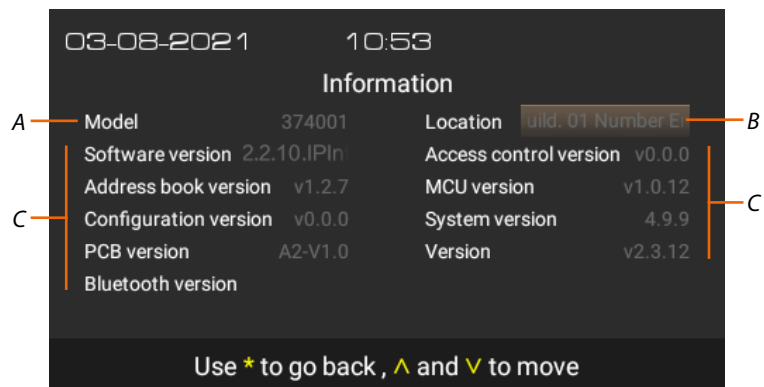 03-08-2021 10:53
Information
A Model 374001 Location uild. 01 Number B
Software version 2.2.10.IPIn Access control version v0.0.0
Address book version v1.2.7 MCU version v1.0.12
C Configuration version v0.0.0 System version 4.9.9 C
PCB version A2-V1.0 Version v2.3.12
Bluetooth version
Use * to go back , ∧ and ∨ to move